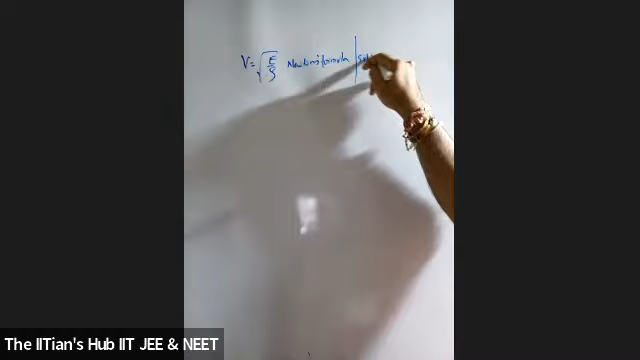 V = √(E/ρ) Newton's formula
The IITian's Hub IIT JEE & NEET